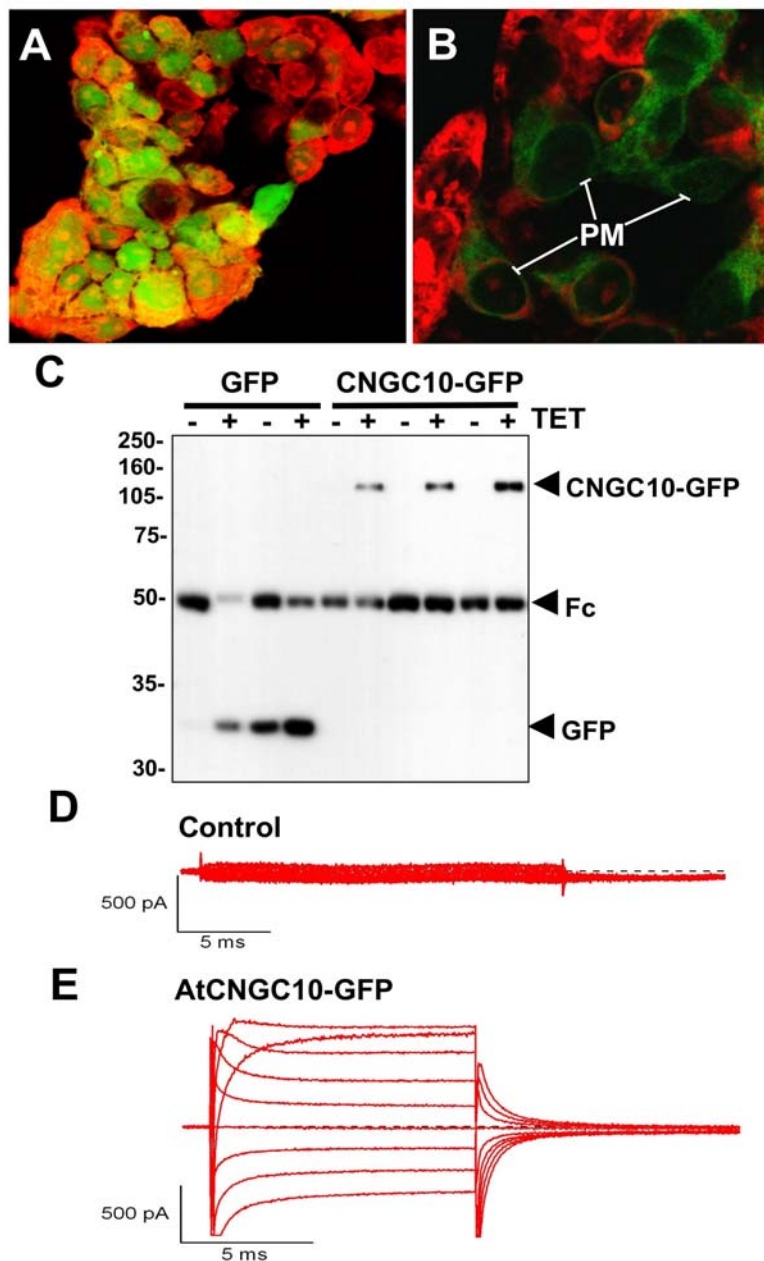 A
B
PM
C
GFP
CNGC10-GFP
- + - + - + - + - + TET
250-
160-
105-
CNGC10-GFP
75-
50-
Fc
35-
GFP
30-
D
Control
500 pA
5 ms
E
AtCNGC10-GFP
500 pA
5 ms